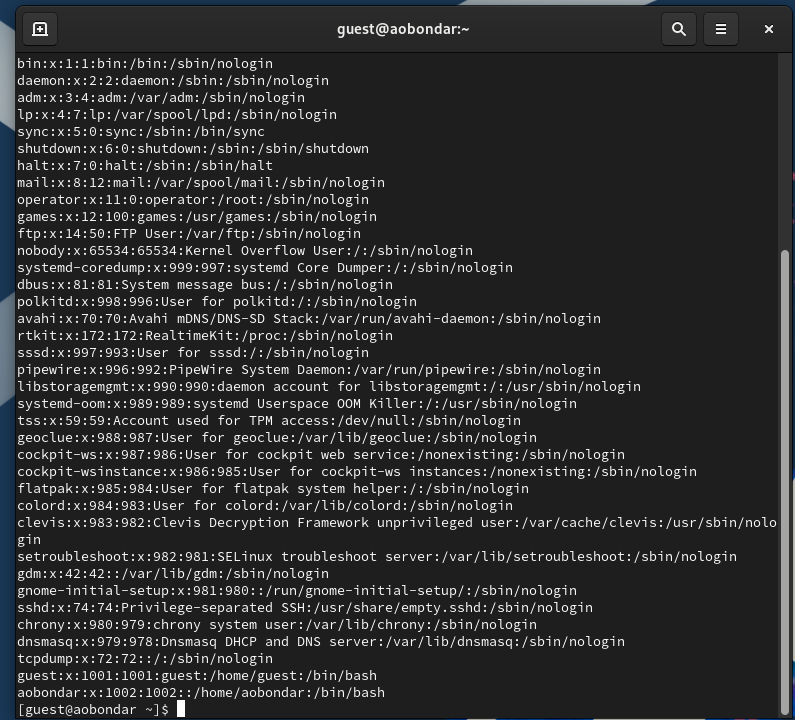 guest@aobondar:~
bin:x:1:1:bin:/bin:/sbin/nologin
daemon:x:2:2:daemon:/sbin:/sbin/nologin
adm:x:3:4:adm:/var/adm:/sbin/nologin
lp:x:4:7:lp:/var/spool/lpd:/sbin/nologin
sync:x:5:0:sync:/sbin:/bin/sync
shutdown:x:6:0:shutdown:/sbin:/sbin/shutdown
halt:x:7:0:halt:/sbin:/sbin/halt
mail:x:8:12:mail:/var/spool/mail:/sbin/nologin
operator:x:11:0:operator:/root:/sbin/nologin
games:x:12:100:games:/usr/games:/sbin/nologin
ftp:x:14:50:FTP User:/var/ftp:/sbin/nologin
nobody:x:65534:65534:Kernel Overflow User:/:/sbin/nologin
systemd-coredump:x:999:997:systemd Core Dumper:/:/sbin/nologin
dbus:x:81:81:System message bus:/:/sbin/nologin
polkitd:x:998:996:User for polkitd:/:/sbin/nologin
avahi:x:70:70:Avahi mDNS/DNS-SD Stack:/var/run/avahi-daemon:/sbin/nologin
rtkit:x:172:172:RealtimeKit:/proc:/sbin/nologin
sssd:x:997:993:User for sssd:/:/sbin/nologin
pipewire:x:996:992:PipeWire System Daemon:/var/run/pipewire:/sbin/nologin
libstoragemgmt:x:990:990:daemon account for libstoragemgmt:/:/usr/sbin/nologin
systemd-oom:x:989:989:systemd Userspace OOM Killer:/:/usr/sbin/nologin
tss:x:59:59:Account used for TPM access:/dev/null:/sbin/nologin
geoclue:x:988:987:User for geoclue:/var/lib/geoclue:/sbin/nologin
cockpit-ws:x:987:986:User for cockpit web service:/nonexisting:/sbin/nologin
cockpit-wsinstance:x:986:985:User for cockpit-ws instances:/nonexisting:/sbin/nologin
flatpak:x:985:984:User for flatpak system helper:/:/sbin/nologin
colord:x:984:983:User for colord:/var/lib/colord:/sbin/nologin
clevis:x:983:982:Clevis Decryption Framework unprivileged user:/var/cache/clevis:/usr/sbin/nolo
gin
setroubleshoot:x:982:981:SELinux troubleshoot server:/var/lib/setroubleshoot:/sbin/nologin
gdm:x:42:42::/var/lib/gdm:/sbin/nologin
gnome-initial-setup:x:981:980::/run/gnome-initial-setup/:/sbin/nologin
sshd:x:74:74:Privilege-separated SSH:/usr/share/empty.sshd:/sbin/nologin
chrony:x:980:979:chrony system user:/var/lib/chrony:/sbin/nologin
dnsmasq:x:979:978:Dnsmasq DHCP and DNS server:/var/lib/dnsmasq:/sbin/nologin
tcpdump:x:72:72::/:/sbin/nologin
guest:x:1001:1001:guest:/home/guest:/bin/bash
aobondar:x:1002:1002::/home/aobondar:/bin/bash
[guest@aobondar ~]$